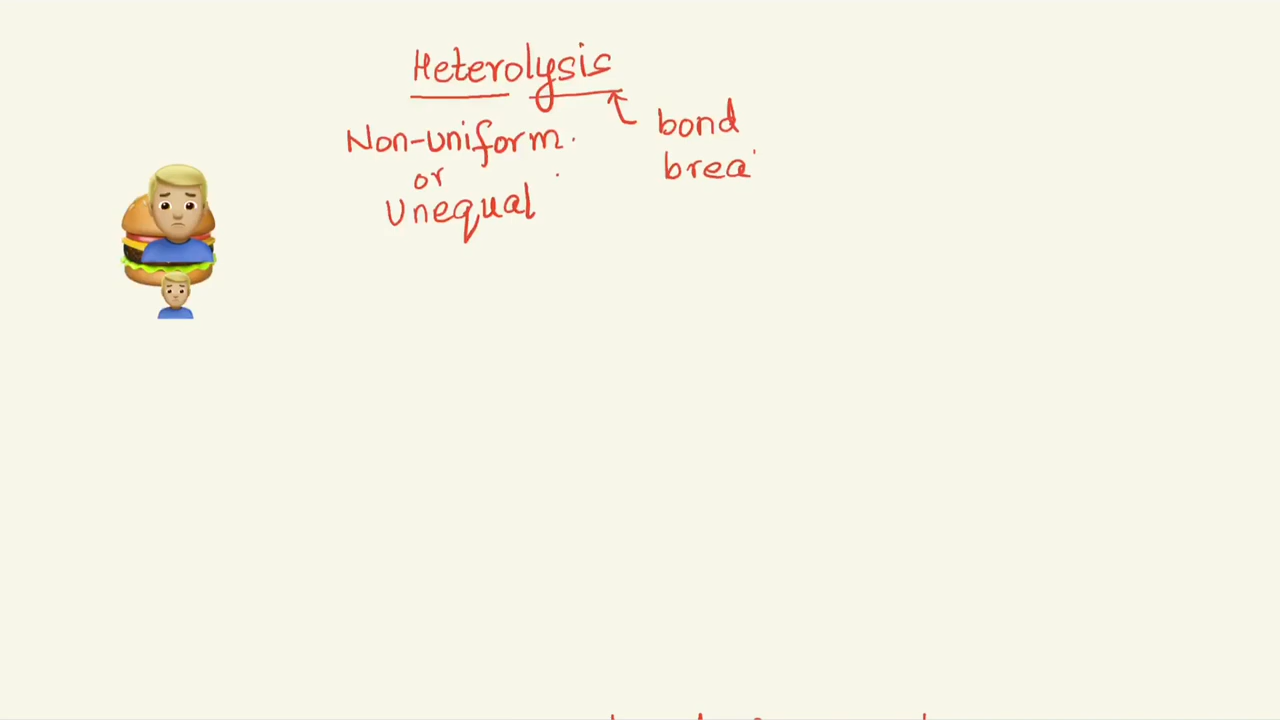 Heterolysis
Non-uniform
or
Unequal
bond
brea